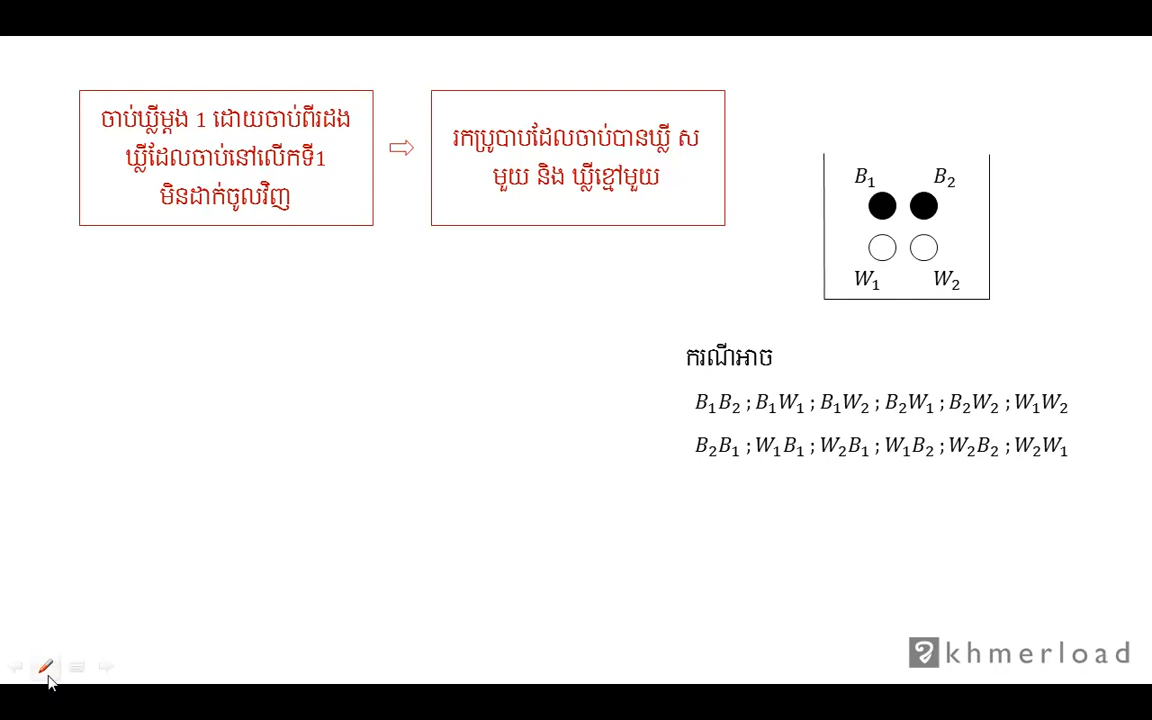 ចាប់ឃ្លីម្តង 1 ដោយចាប់ពីរដង
ឃ្លីដែលចាប់នៅលើកទី1
មិនដាក់ចូលវិញ
⇨
រកប្រូបាបដែលចាប់បានឃ្លី ស
មួយ និង ឃ្លីខ្មៅមួយ
B₁ B₂
W₁ W₂
ករណីអាច
B₁B₂ ; B₁W₁ ; B₁W₂ ; B₂W₁ ; B₂W₂ ; W₁W₂
B₂B₁ ; W₁B₁ ; W₂B₁ ; W₁B₂ ; W₂B₂ ; W₂W₁
khmerload